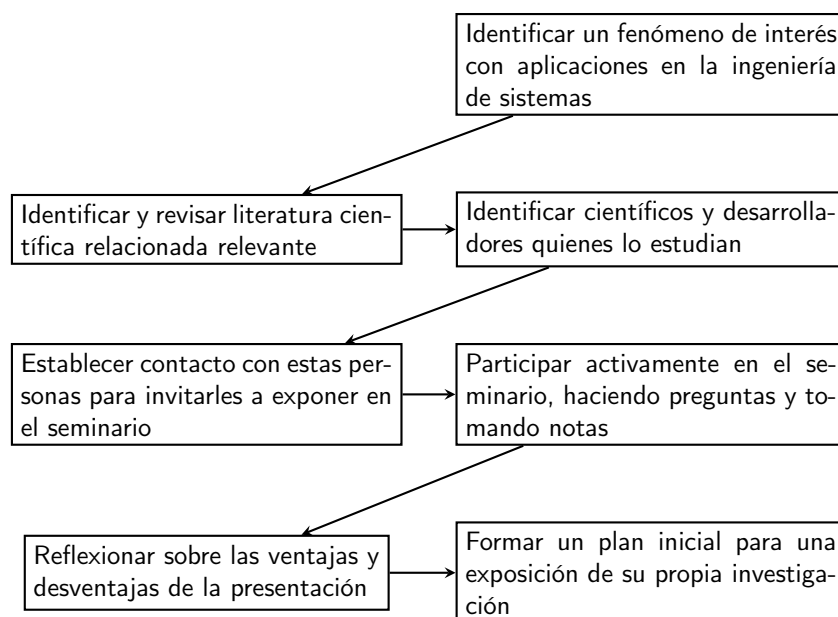 Identificar un fenómeno de interés
con aplicaciones en la ingeniería
de sistemas
Identificar y revisar literatura cien-
tífica relacionada relevante
Identificar científicos y desarrolla-
dores quienes lo estudian
Establecer contacto con estas per-
sonas para invitarles a exponer en
el seminario
Participar activamente en el se-
minario, haciendo preguntas y to-
mando notas
Reflexionar sobre las ventajas y
desventajas de la presentación
Formar un plan inicial para una
exposición de su propia investiga-
ción